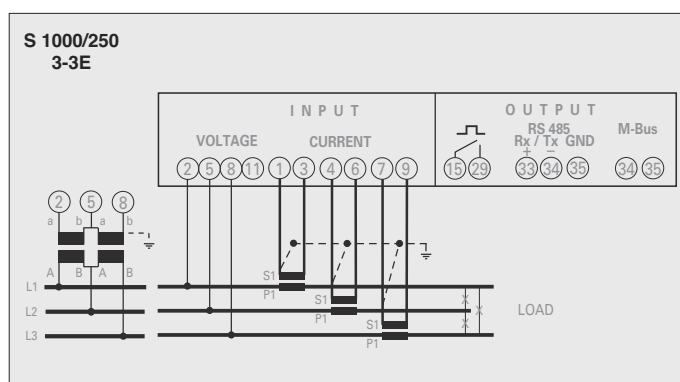 S 1000/250
3-3E
INPUT
OUTPUT
VOLTAGE
CURRENT
RS 485
Rx / Tx GND
M-Bus
+ −
2 5 8 11 1 3 4 6 7 9 15 29 33 34 35 34 35
2 5 8
a b a b
A B A B
S1
P1
L1
S1
P1
L2
LOAD
S1
P1
L3